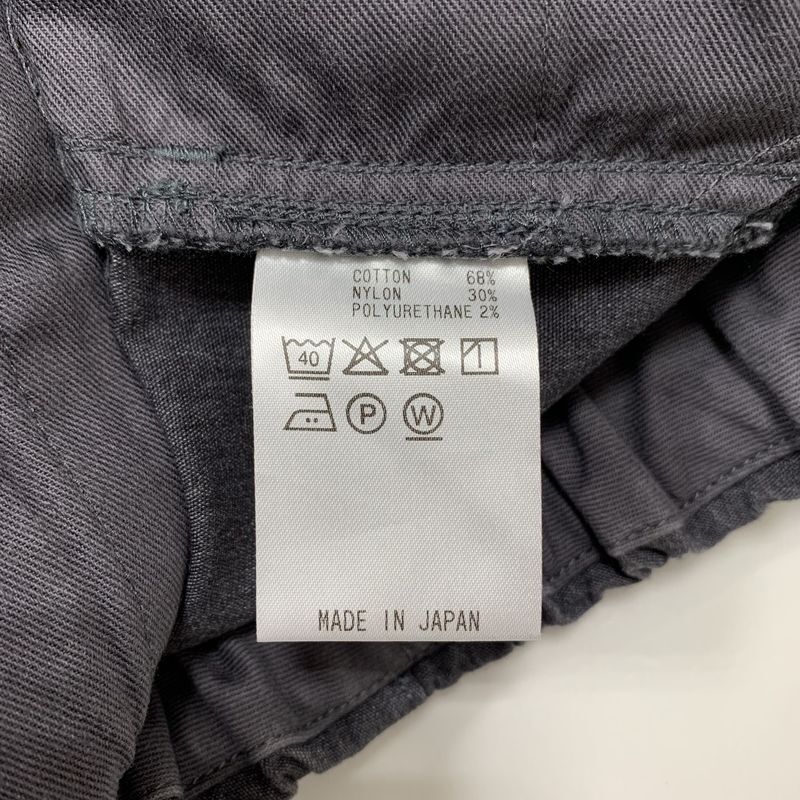 COTTON 68%
NYLON 30%
POLYURETHANE 2%
40
P W
MADE IN JAPAN